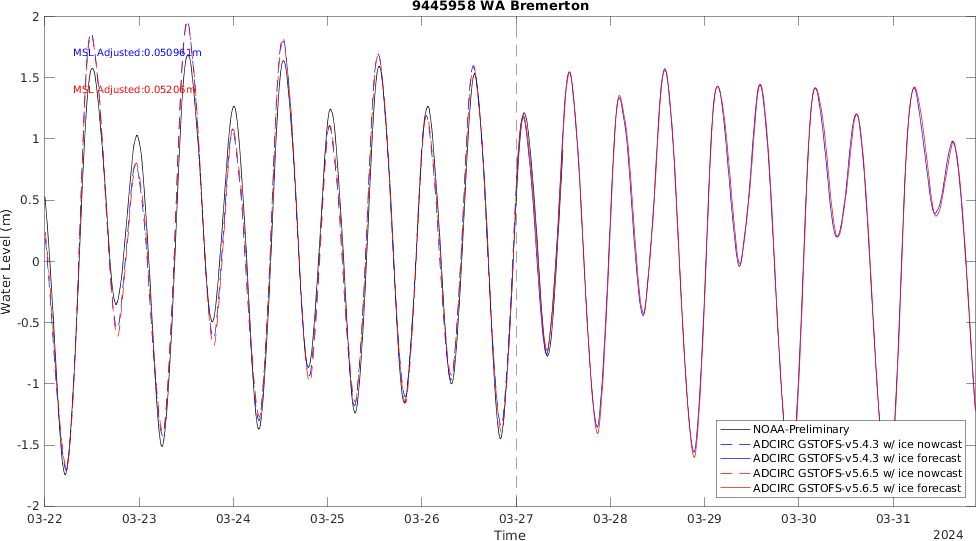 9445958 WA Bremerton
2
1.5
1
0.5
0
-0.5
-1
-1.5
-2
Water Level (m)
MSL Adjusted:0.050961m
MSL Adjusted:0.05206m
NOAA-Preliminary
ADCIRC GSTOFS-v5.4.3 w/ ice nowcast
ADCIRC GSTOFS-v5.4.3 w/ ice forecast
ADCIRC GSTOFS-v5.6.5 w/ ice nowcast
ADCIRC GSTOFS-v5.6.5 w/ ice forecast
03-22 03-23 03-24 03-25 03-26 03-27 03-28 03-29 03-30 03-31
Time
2024